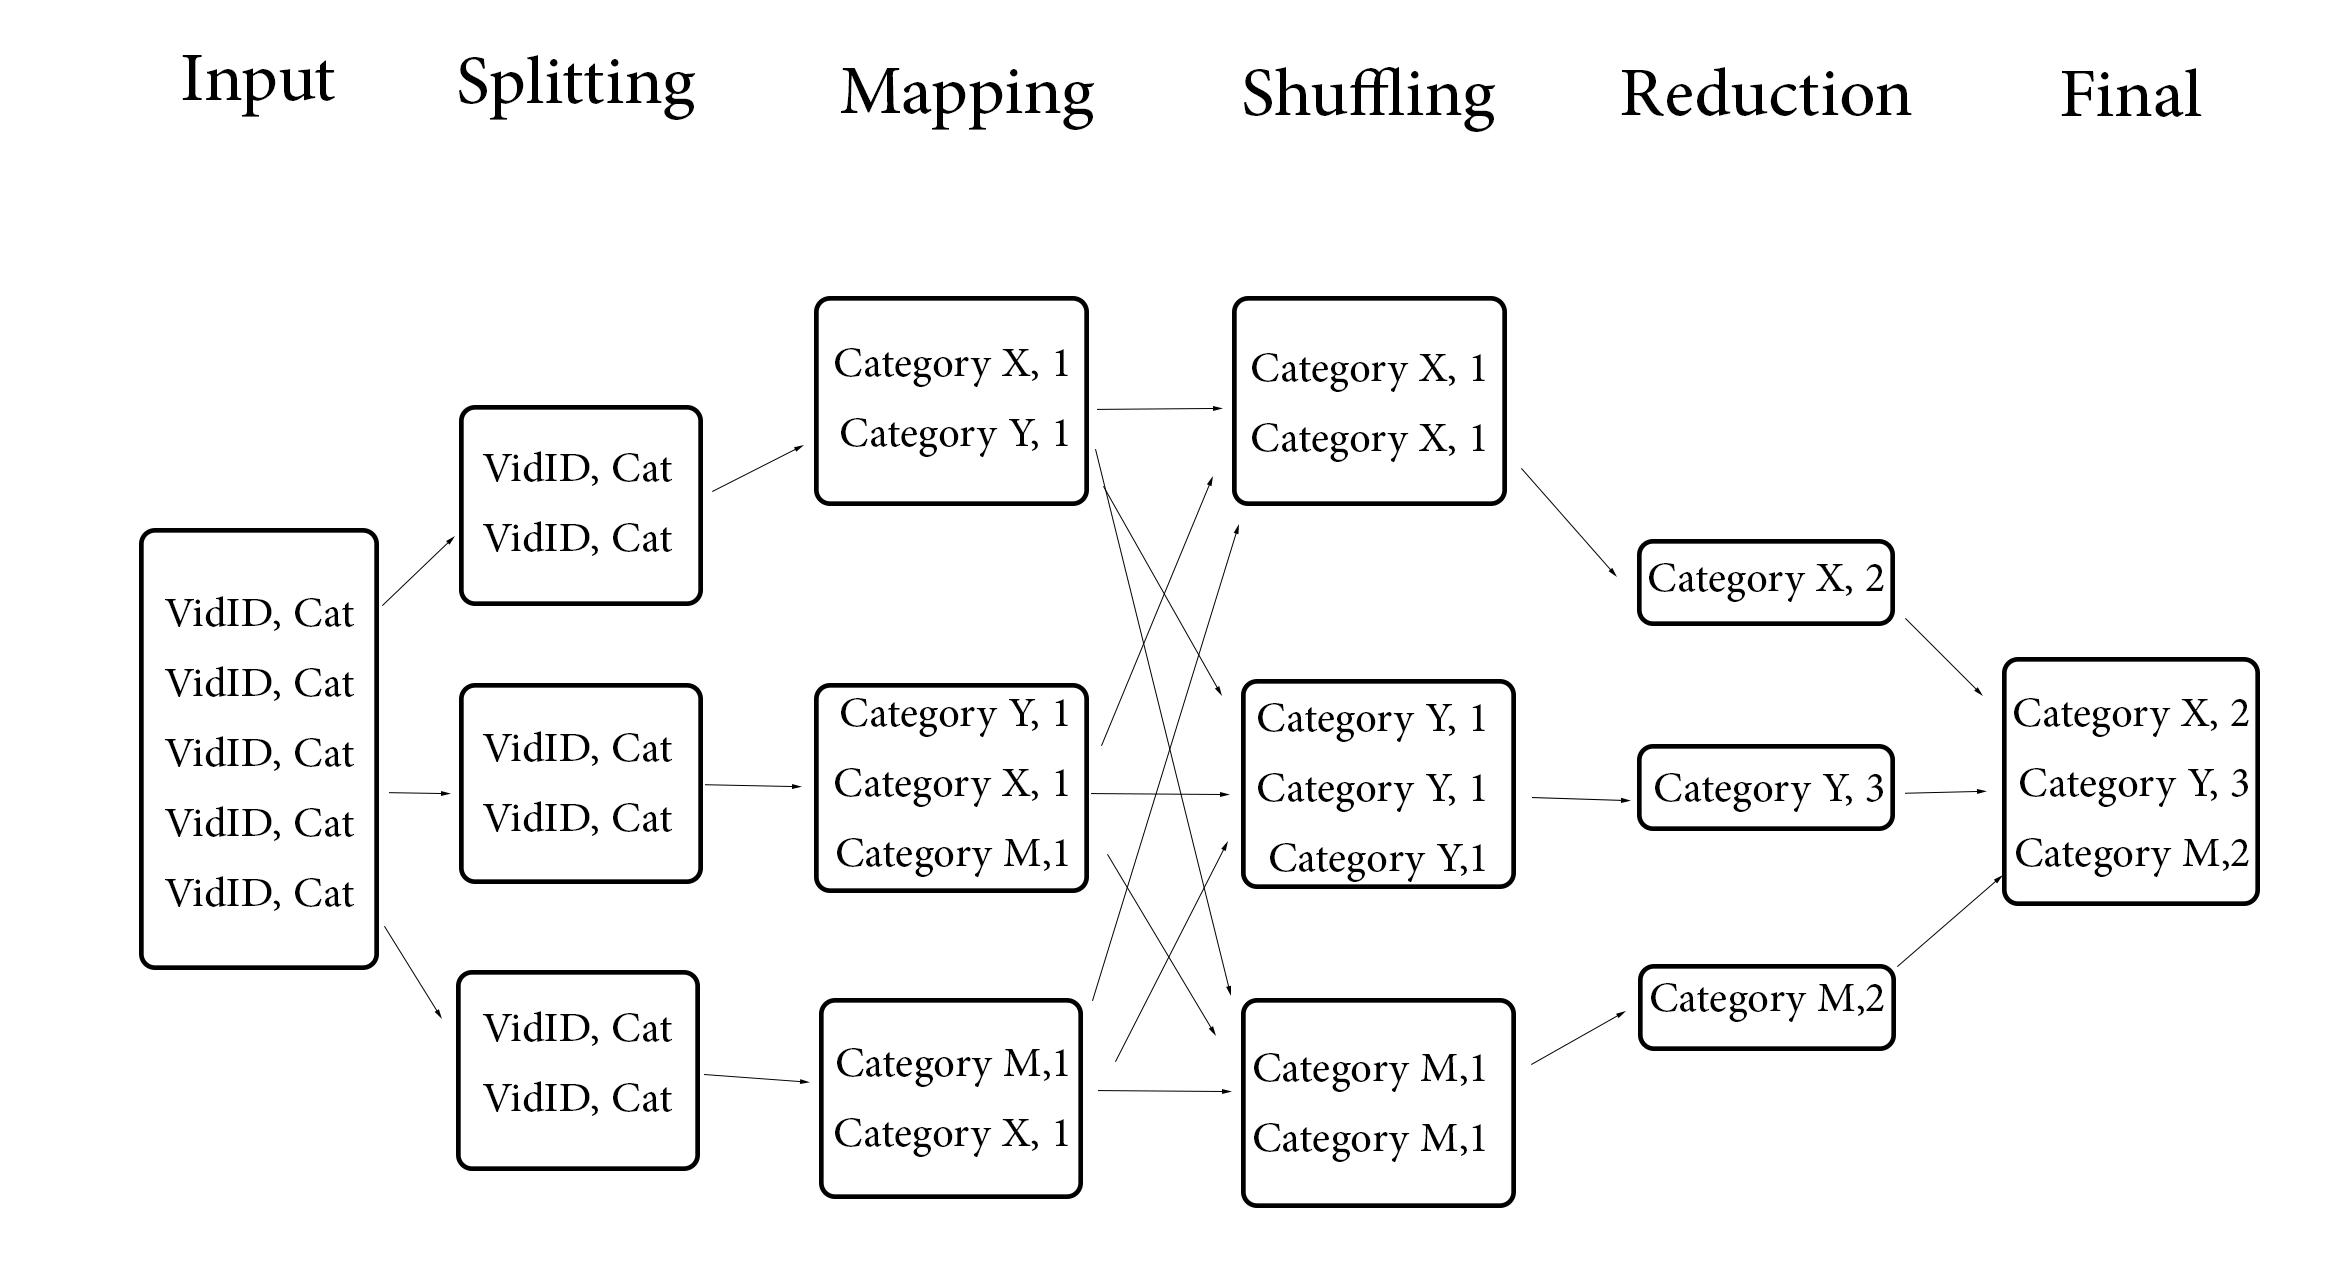 Input
Splitting
Mapping
Shuffling
Reduction
Final
VidID, Cat
VidID, Cat
VidID, Cat
VidID, Cat
VidID, Cat
VidID, Cat
VidID, Cat
VidID, Cat
VidID, Cat
VidID, Cat
VidID, Cat
Category X, 1
Category Y, 1
Category Y, 1
Category X, 1
Category M,1
Category M,1
Category X, 1
Category X, 1
Category X, 1
Category Y, 1
Category Y, 1
Category Y,1
Category M,1
Category M,1
Category X, 2
Category Y, 3
Category M,2
Category X, 2
Category Y, 3
Category M,2